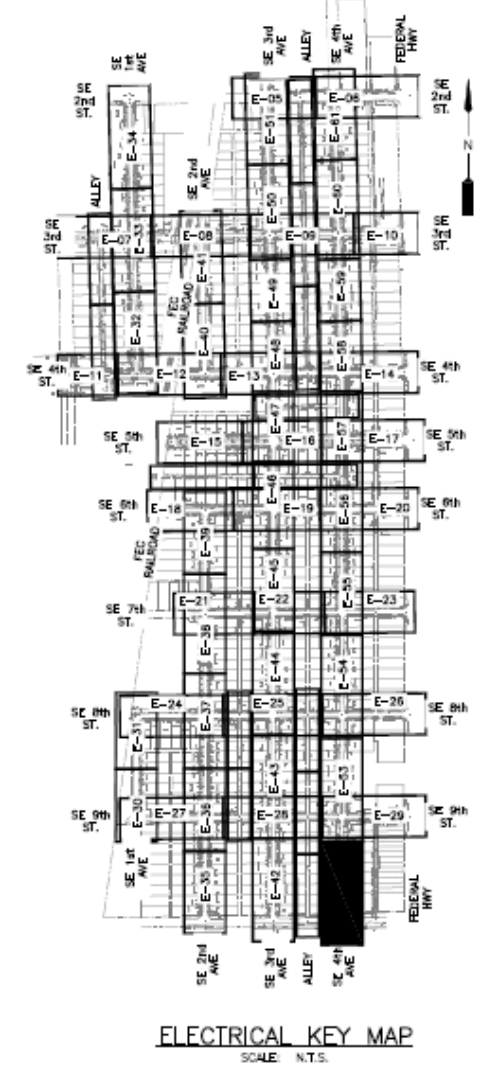 SE 1st AVE
SE 3rd AVE
ALLEY
SE 4th AVE
FEDERAL HWY
SE 2nd ST.
E-05
E-06
SE 2nd ST.
E-51
E-61
E-34
N
SE 2nd AVE
ALLEY
E-50
SE 3rd ST.
E-07
E-33
E-08
E-09
E-10
SE 3rd ST.
E-41
E-49
E-59
FEC RAILROAD
E-32
E-40
E-48
E-58
SE 4th ST.
E-11
E-12
E-13
E-14
SE 4th ST.
E-47
E-57
SE 5th ST.
E-15
E-16
E-17
SE 5th ST.
E-46
E-56
SE 6th ST.
E-18
E-19
E-20
SE 6th ST.
FEC RAILROAD
E-39
E-45
E-55
SE 7th ST.
E-21
E-22
E-23
E-38
E-44
E-54
SE 8th ST.
E-24
E-25
E-26
SE 8th ST.
E-31
E-37
E-43
E-53
SE 9th ST.
E-30
E-27
E-36
E-28
E-29
SE 9th ST.
SE 1st AVE
E-35
E-42
FEDERAL HWY
SE 2nd AVE
SE 3rd AVE
ALLEY
SE 4th AVE
ELECTRICAL KEY MAP
SCALE: N.T.S.